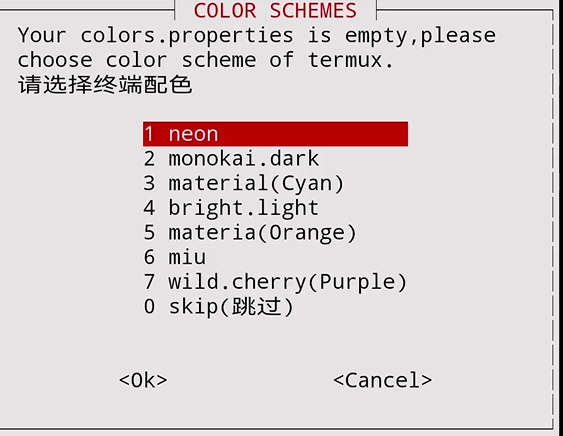 COLOR SCHEMES
Your colors.properties is empty,please
choose color scheme of termux.
请选择终端配色
1 neon
2 monokai.dark
3 material(Cyan)
4 bright.light
5 materia(Orange)
6 miu
7 wild.cherry(Purple)
0 skip(跳过)
<Ok> <Cancel>